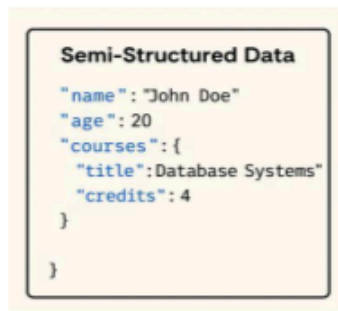 Semi-Structured Data
"name": "John Doe"
"age": 20
"courses": {
"title":Database Systems"
"credits": 4
}
}